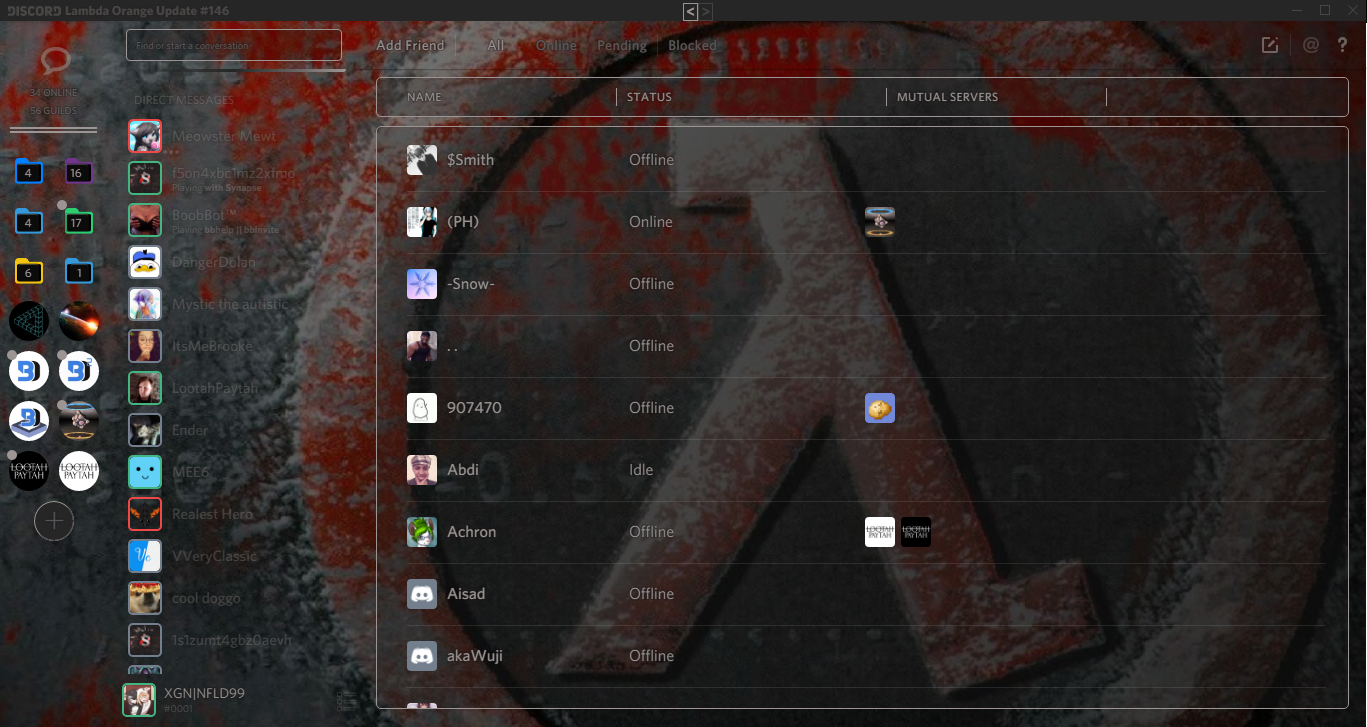 DISCORD Lambda Orange Update #146
< >
Find or start a conversation
Add Friend All Online Pending Blocked
@ ?
34 ONLINE
56 GUILDS
DIRECT MESSAGES
NAME STATUS MUTUAL SERVERS
4 16
4 17
6 1
LOOTAH PAYTAH LOOTAH PAYTAH
Meowster Mewt
f5on4xbc1mz2xfmo
Playing with Synapse
BoobBot™
Playing bbhelp || bbinvite
DangerDolan
Mystic the autistic
ItsMeBrooke
LootahPaytah
Ender
MEE6
Realest Hero
VVeryClassic
cool doggo
1s1zumt4gbz0aevh
XGN|NFLD99
#0001
$Smith Offline
(PH) Online
-Snow- Offline
. . Offline
907470 Offline
Abdi Idle
Achron Offline LOOTAH PAYTAH LOOTAH PAYTAH
Aisad Offline
akaWuji Offline